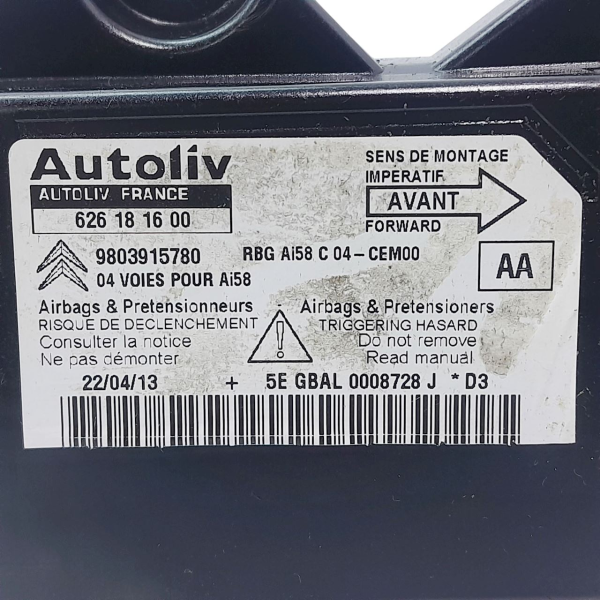 Autoliv
AUTOLIV FRANCE
626 18 16 00
SENS DE MONTAGE
IMPÉRATIF
AVANT
FORWARD
9803915780 RBG Ai58 C 04-CEM00
04 VOIES POUR Ai58
AA
Airbags & Pretensionneurs
RISQUE DE DECLENCHEMENT
Consulter la notice
Ne pas démonter
Airbags & Pretensioners
TRIGGERING HASARD
Do not remove
Read manual
22/04/13 + 5E GBAL 0008728 J * D3